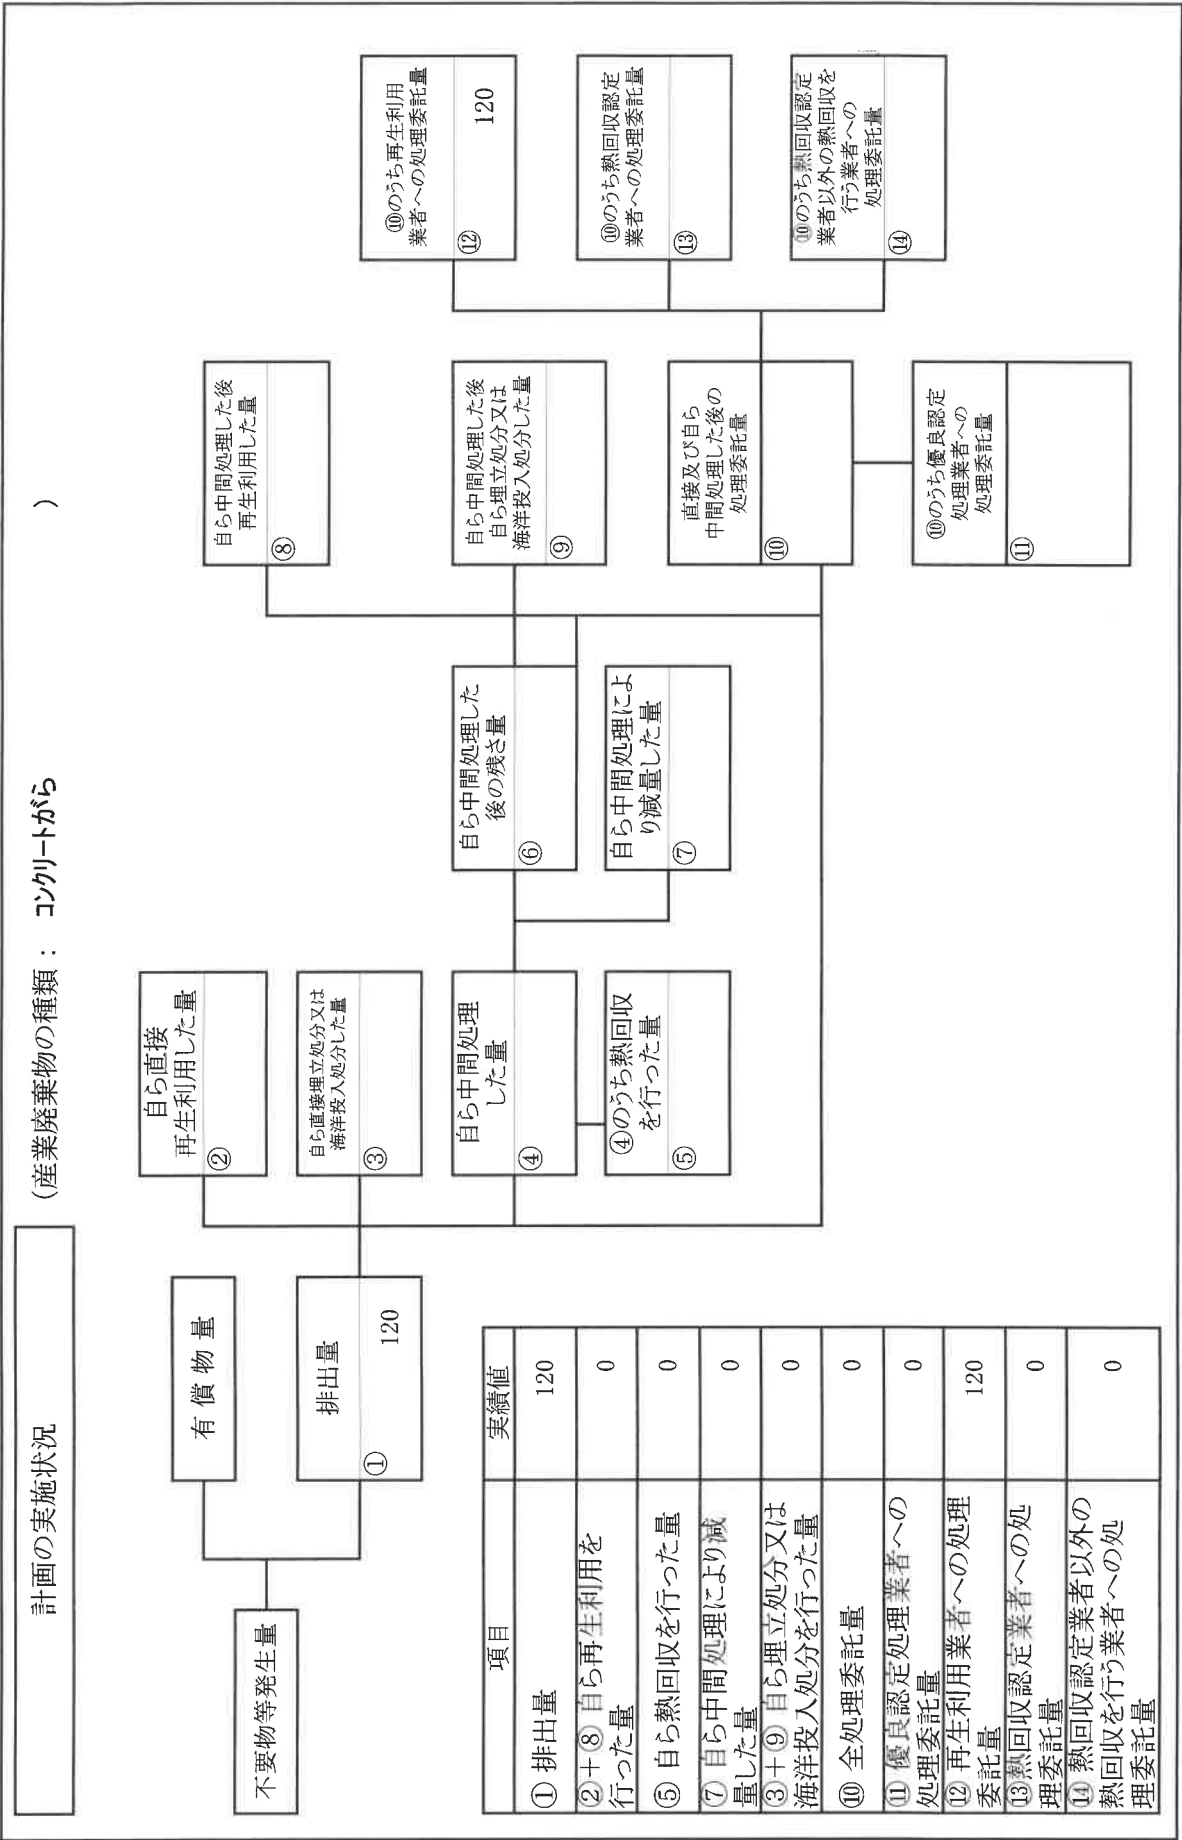 計画の実施状況
(産業廃棄物の種類： コンクリートがら )
不要物等発生量
有償物量
排出量
① 120
自ら直接
再生利用した量
②
自ら直接埋立処分又は
海洋投入処分した量
③
自ら中間処理
した量
④
④のうち熱回収
を行った量
⑤
自ら中間処理した
後の残さ量
⑥
自ら中間処理によ
り減量した量
⑦
自ら中間処理した後
再生利用した量
⑧
自ら中間処理した後
自ら埋立処分又は
海洋投入処分した量
⑨
直接及び自ら
中間処理した後の
処理委託量
⑩
⑩のうち優良認定
処理業者への
処理委託量
⑪
⑩のうち再生利用
業者への処理委託量
⑫ 120
⑩のうち熱回収認定
業者への処理委託量
⑬
⑩のうち熱回収認定
業者以外の熱回収を
行う業者への
処理委託量
⑭
項目 実績値
① 排出量 120
②＋⑧ 自ら再生利用を
行った量 0
⑤ 自ら熱回収を行った量 0
⑦ 自ら中間処理により減
量した量 0
③＋⑨ 自ら埋立処分又は
海洋投入処分を行った量 0
⑩ 全処理委託量 0
⑪ 優良認定処理業者への
処理委託量 0
⑫ 再生利用業者への処理
委託量 120
⑬熱回収認定業者への処
理委託量 0
⑭ 熱回収認定業者以外の
熱回収を行う業者への処
理委託量 0